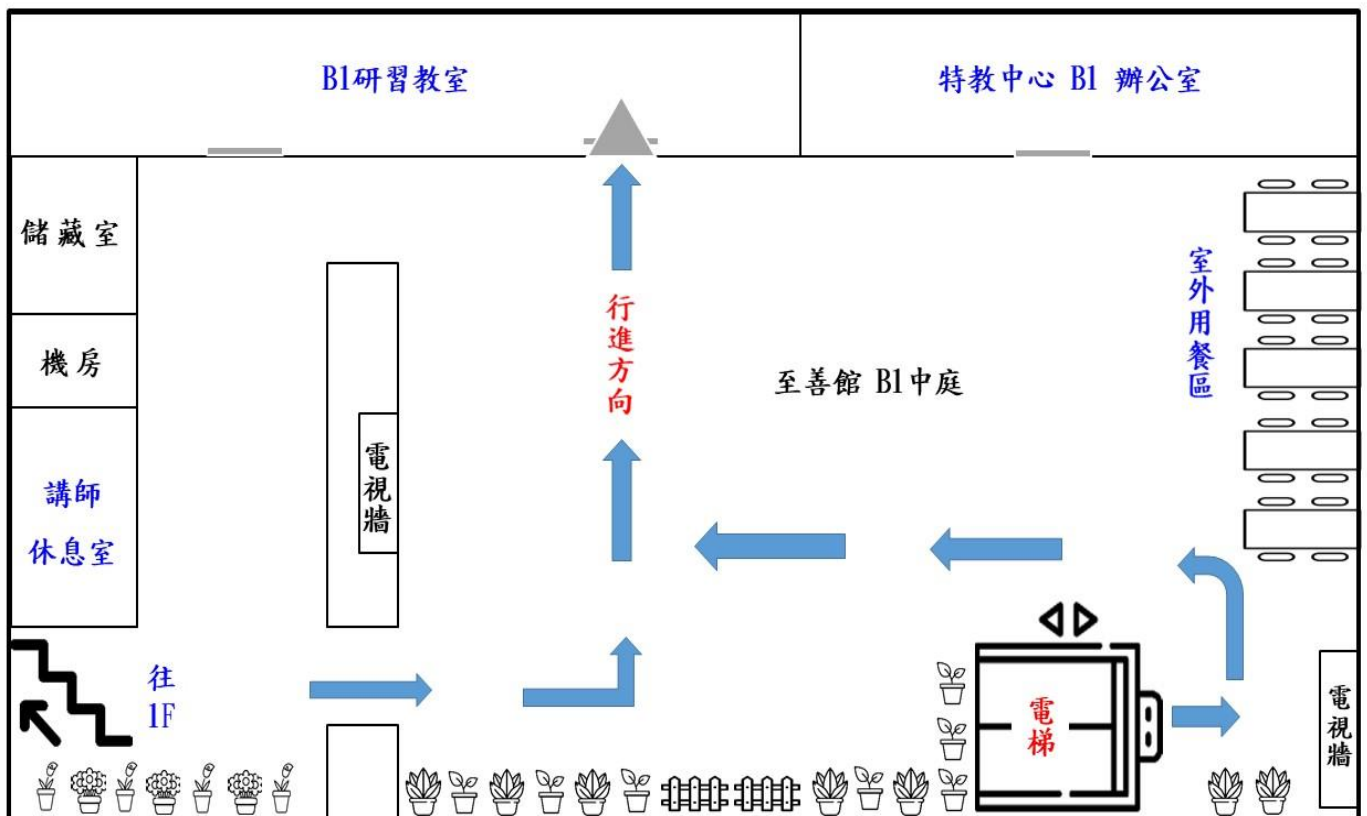 B1研習教室
特教中心 B1 辦公室
儲藏室
機房
講師
休息室
電視牆
行進方向
至善館 B1中庭
室外用餐區
往
1F
電梯
電視牆